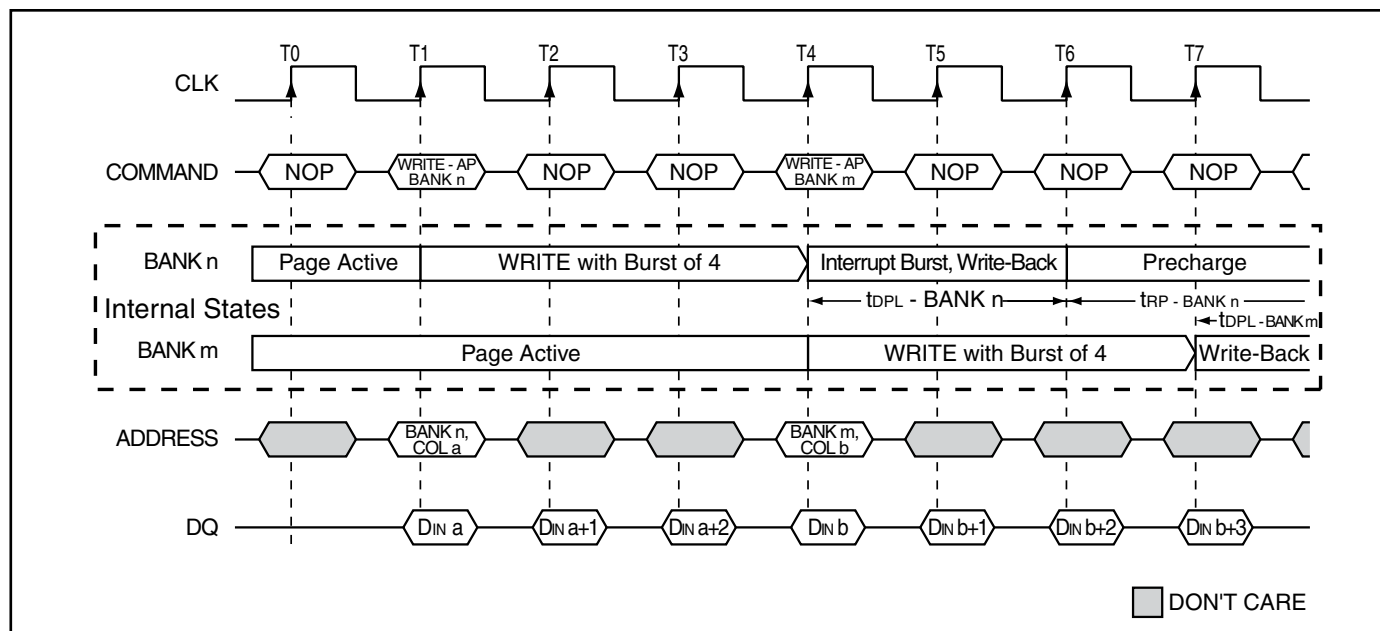 T0 T1 T2 T3 T4 T5 T6 T7
CLK
COMMAND NOP WRITE - AP BANK n NOP NOP WRITE - AP BANK m NOP NOP NOP
BANK n Page Active WRITE with Burst of 4 Interrupt Burst, Write-Back Precharge
Internal States tDPL - BANK n tRP - BANK n
tDPL - BANK m
BANK m Page Active WRITE with Burst of 4 Write-Back
ADDRESS BANK n, COL a BANK m, COL b
DQ DIN a DIN a+1 DIN a+2 DIN b DIN b+1 DIN b+2 DIN b+3
DON'T CARE